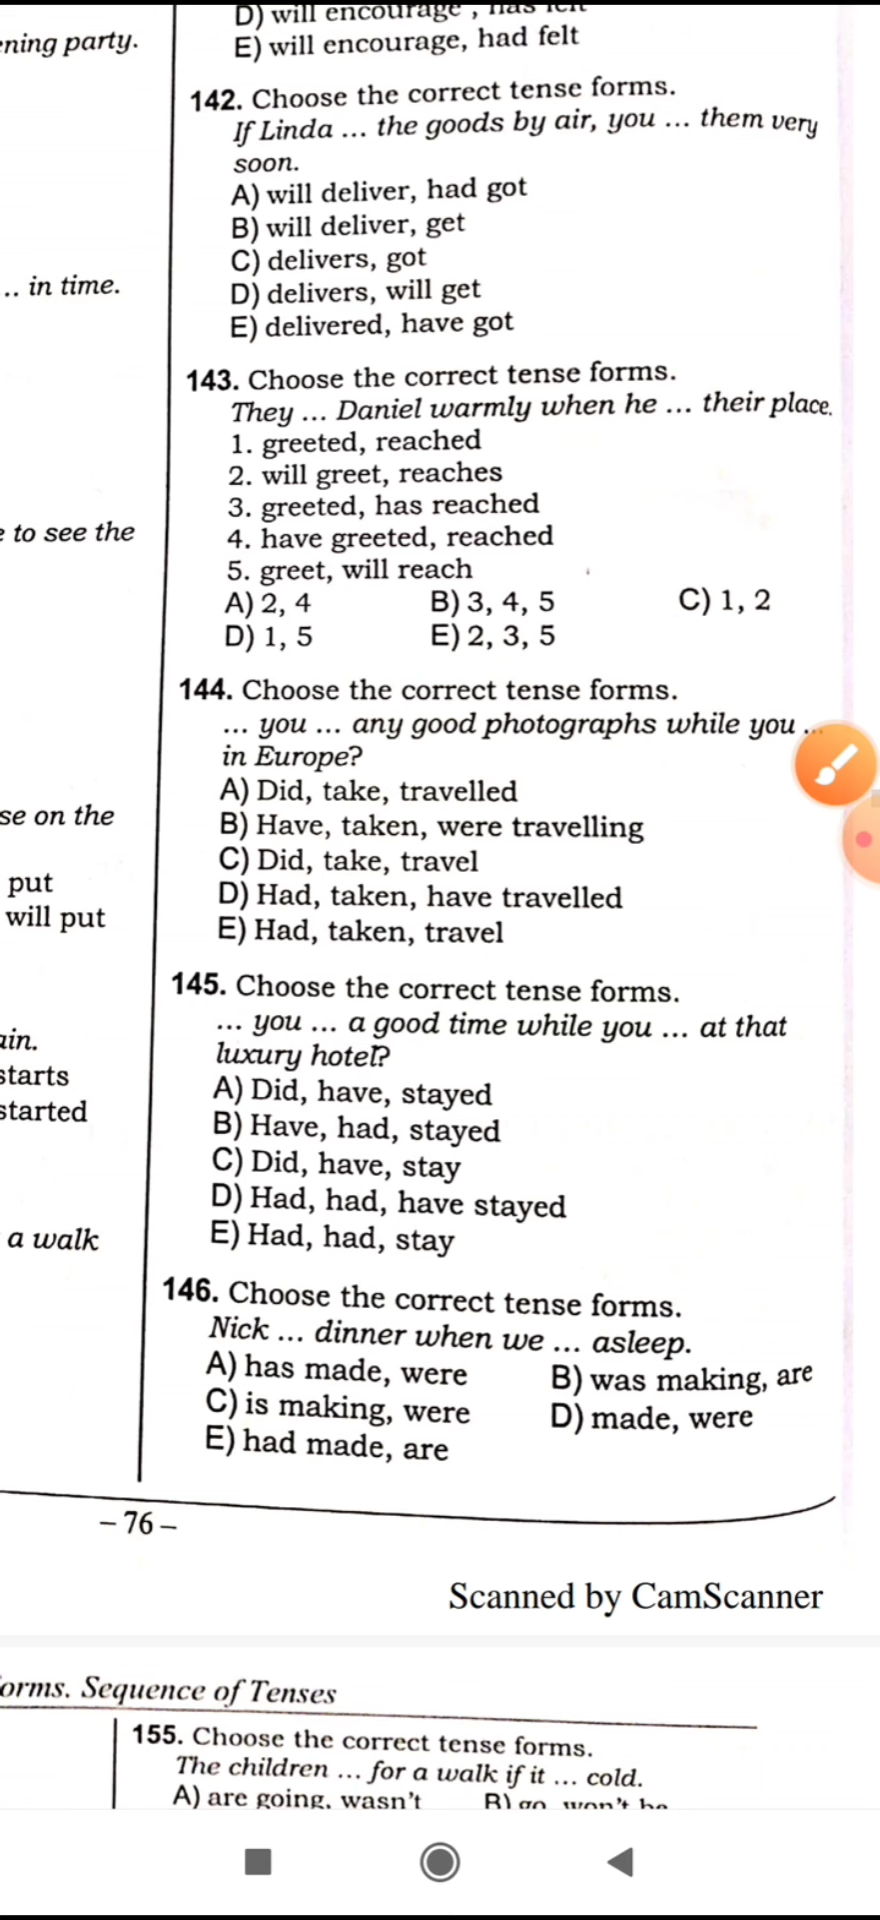 ening party.
.. in time.
e to see the
se on the
put
will put
ain.
starts
started
a walk
D) will encourage , has felt
E) will encourage, had felt
142. Choose the correct tense forms.
If Linda ... the goods by air, you ... them very
soon.
A) will deliver, had got
B) will deliver, get
C) delivers, got
D) delivers, will get
E) delivered, have got
143. Choose the correct tense forms.
They ... Daniel warmly when he ... their place.
1. greeted, reached
2. will greet, reaches
3. greeted, has reached
4. have greeted, reached
5. greet, will reach
A) 2, 4 B) 3, 4, 5 C) 1, 2
D) 1, 5 E) 2, 3, 5
144. Choose the correct tense forms.
... you ... any good photographs while you ...
in Europe?
A) Did, take, travelled
B) Have, taken, were travelling
C) Did, take, travel
D) Had, taken, have travelled
E) Had, taken, travel
145. Choose the correct tense forms.
... you ... a good time while you ... at that
luxury hotel?
A) Did, have, stayed
B) Have, had, stayed
C) Did, have, stay
D) Had, had, have stayed
E) Had, had, stay
146. Choose the correct tense forms.
Nick ... dinner when we ... asleep.
A) has made, were B) was making, are
C) is making, were D) made, were
E) had made, are
– 76 –
Scanned by CamScanner
orms. Sequence of Tenses
155. Choose the correct tense forms.
The children ... for a walk if it ... cold.
A) are going, wasn't B) go, won't be